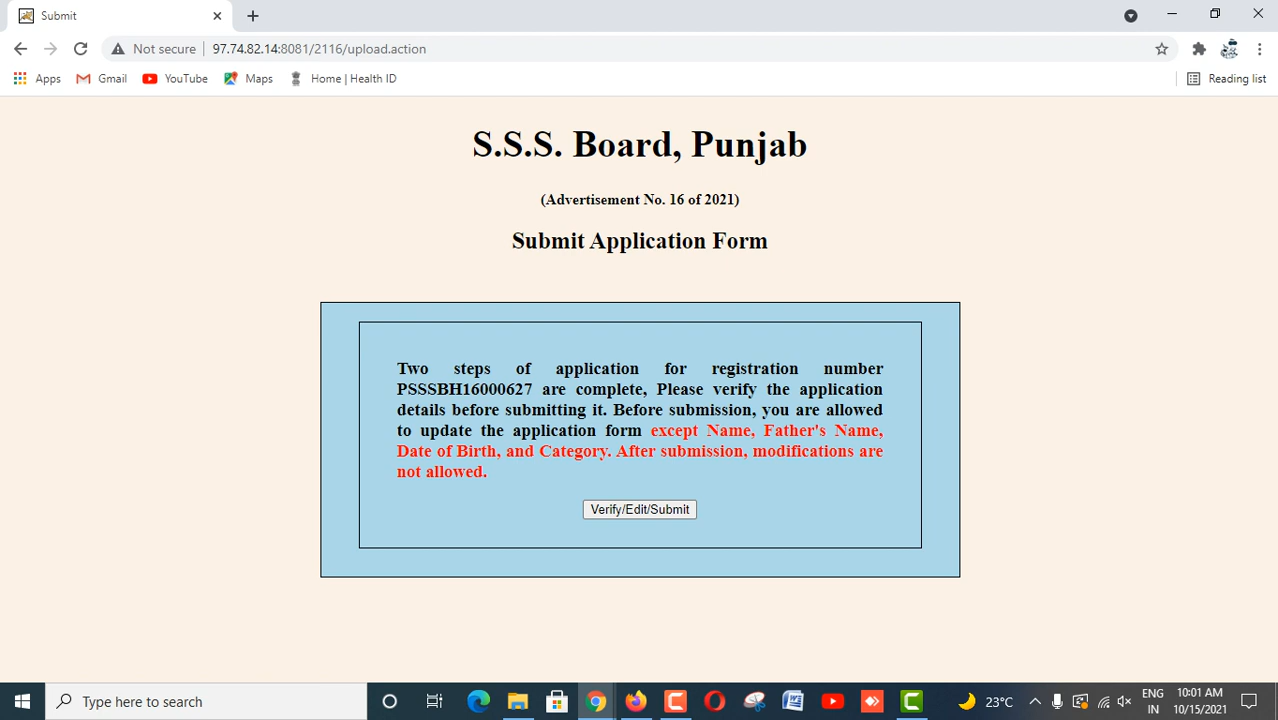 Submit
Not secure 97.74.82.14:8081/2116/upload.action
Apps Gmail YouTube Maps Home | Health ID Reading list
S.S.S. Board, Punjab
(Advertisement No. 16 of 2021)
Submit Application Form
Two steps of application for registration number
PSSSBH16000627 are complete, Please verify the application
details before submitting it. Before submission, you are allowed
to update the application form except Name, Father's Name,
Date of Birth, and Category. After submission, modifications are
not allowed.
Verify/Edit/Submit
Type here to search
23°C
ENG
IN
10:01 AM
10/15/2021